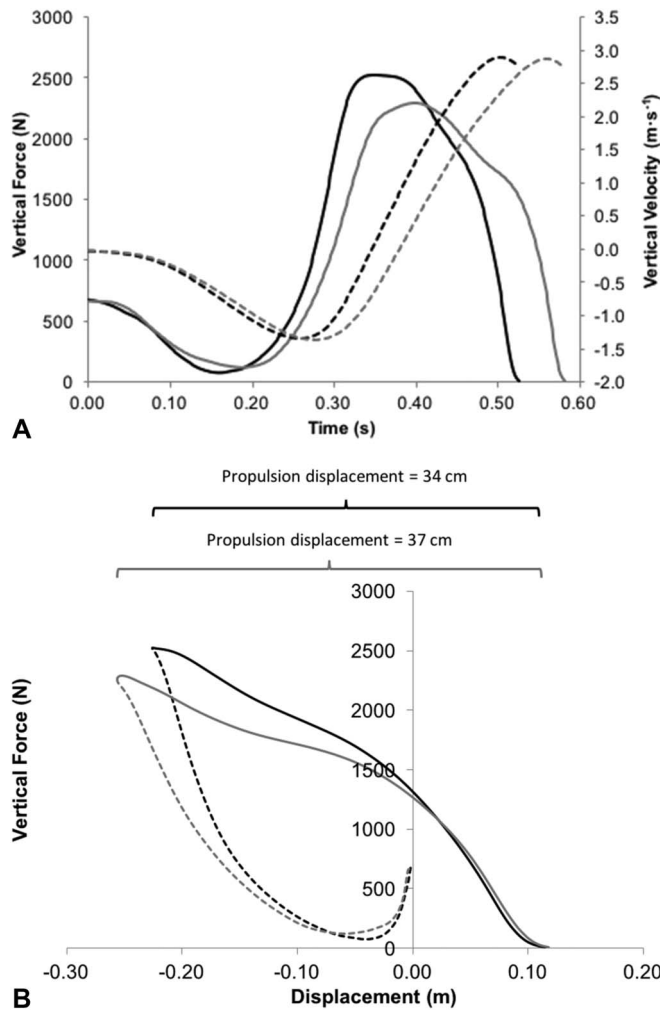 3000
2500
2000
1500
1000
500
0
Vertical Force (N)
3.5
3.0
2.5
2.0
1.5
1.0
0.5
0.0
-0.5
-1.0
-1.5
-2.0
Vertical Velocity (m·s⁻¹)
0.00 0.10 0.20 0.30 0.40 0.50 0.60
Time (s)
A
Propulsion displacement = 34 cm
Propulsion displacement = 37 cm
3000
2500
2000
1500
1000
500
0
Vertical Force (N)
-0.30 -0.20 -0.10 0.00 0.10 0.20
Displacement (m)
B